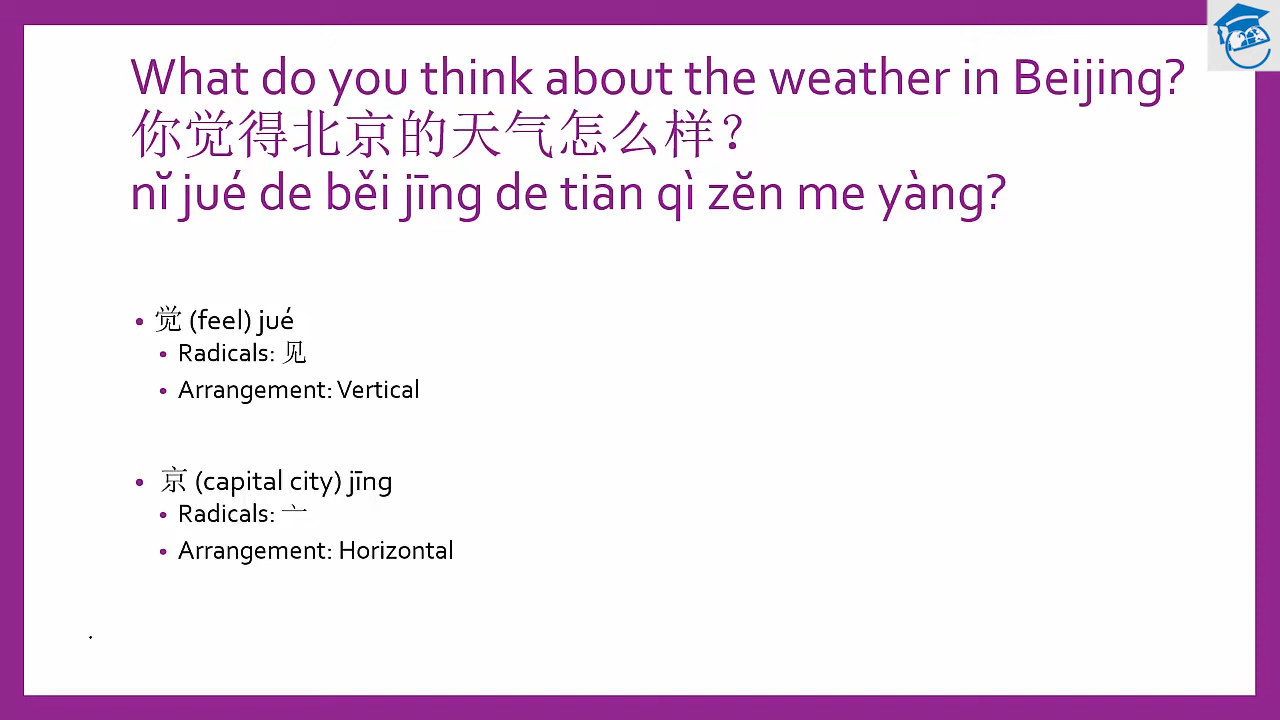 What do you think about the weather in Beijing?
你觉得北京的天气怎么样？
nǐ jué de běi jīng de tiān qì zěn me yàng?
• 觉 (feel) jué
• Radicals: 见
• Arrangement: Vertical
• 京 (capital city) jīng
• Radicals: 亠
• Arrangement: Horizontal